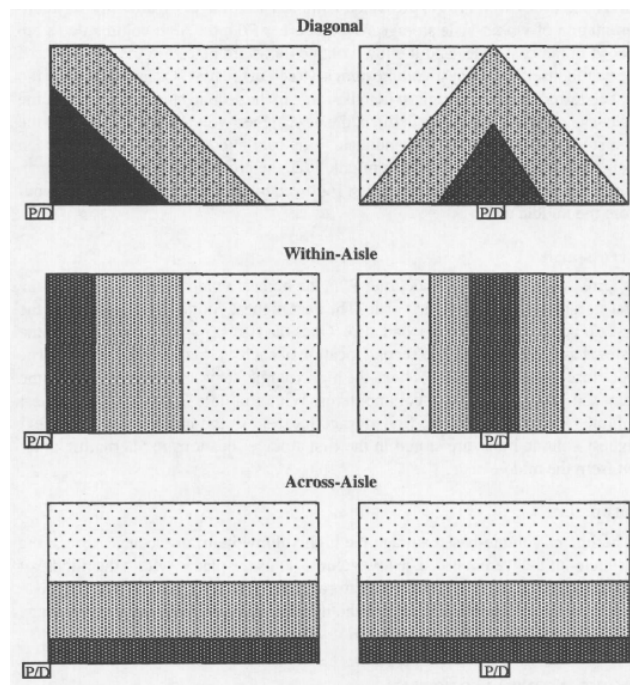 Diagonal
P/D P/D
Within-Aisle
P/D P/D
Across-Aisle
P/D P/D